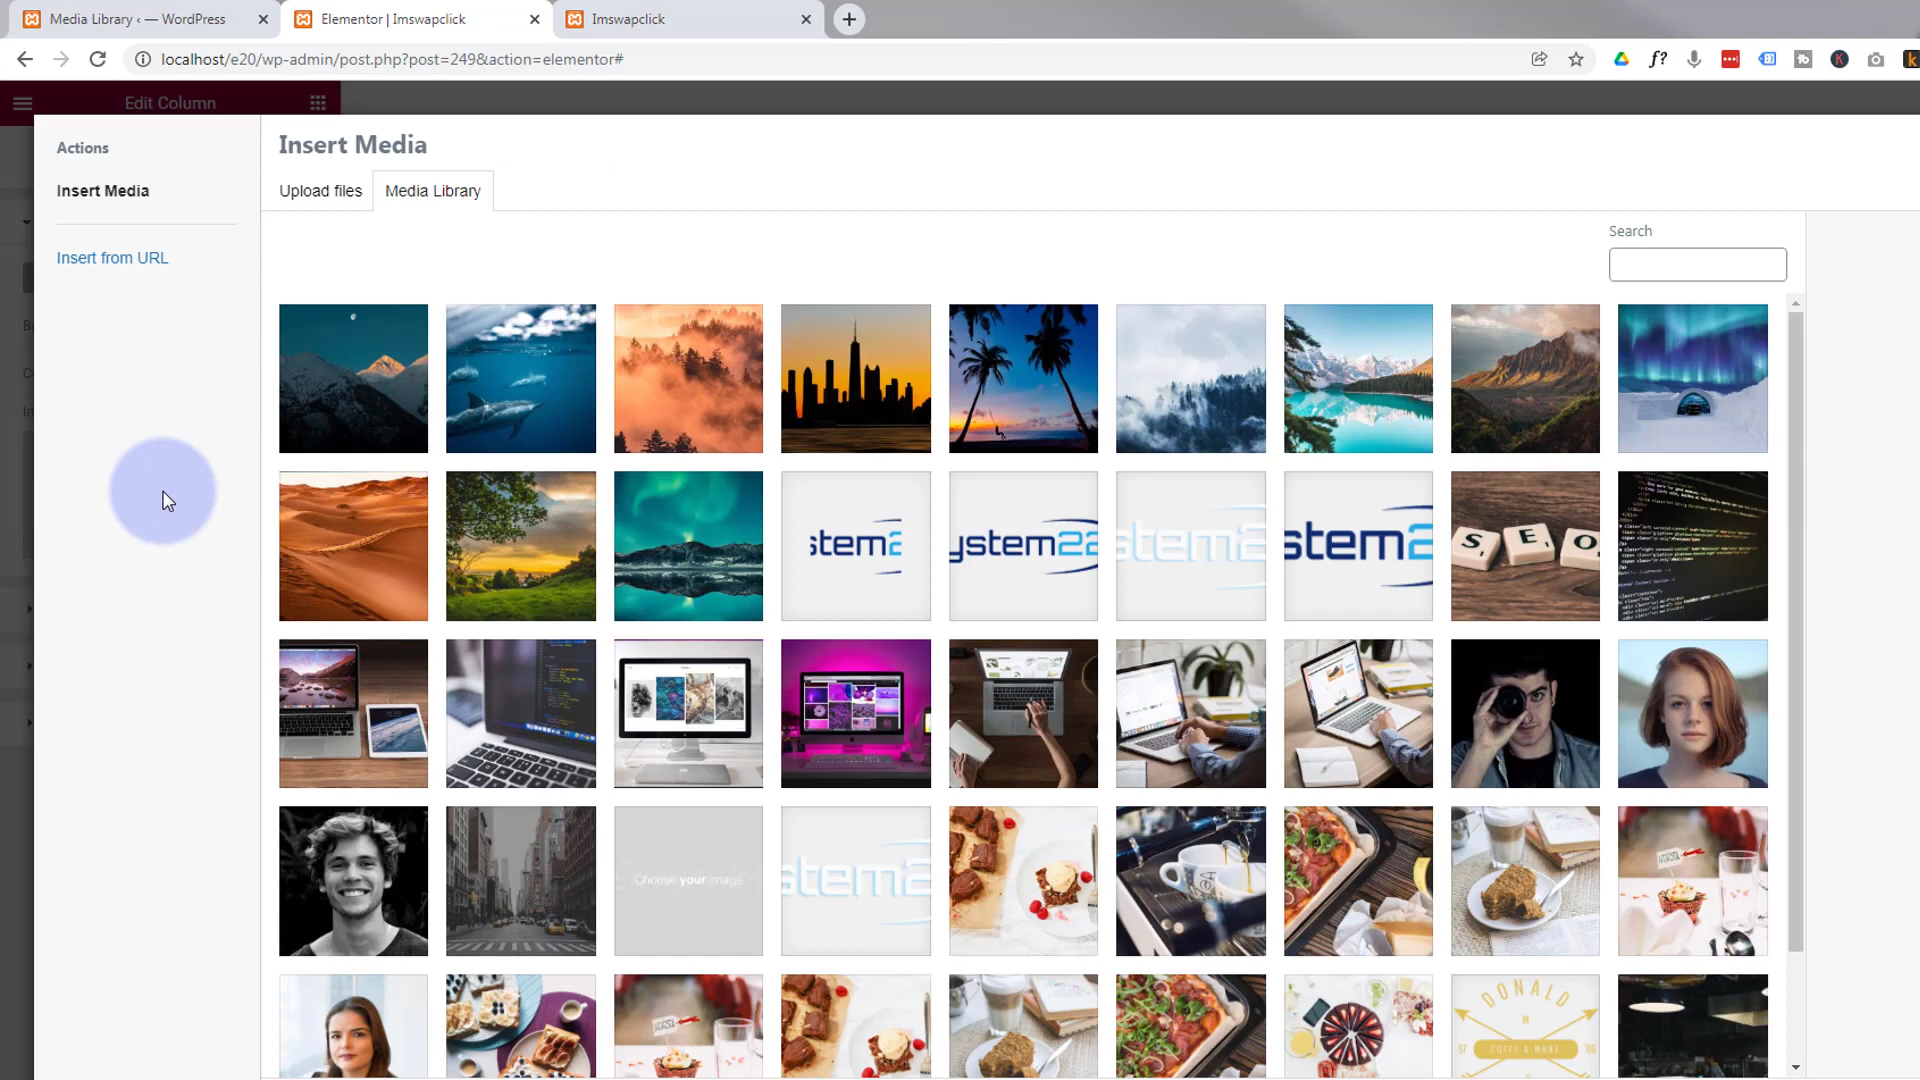 Media Library ‹ — WordPress
Elementor | Imswapclick
Imswapclick
localhost/e20/wp-admin/post.php?post=249&action=elementor#
Edit Column
Actions
Insert Media
Insert from URL
Insert Media
Upload files
Media Library
Search
stem2
ystem22
stem2
stem2
S E O
Choose your image
stem2
DONALD
M
COFFY & MORE